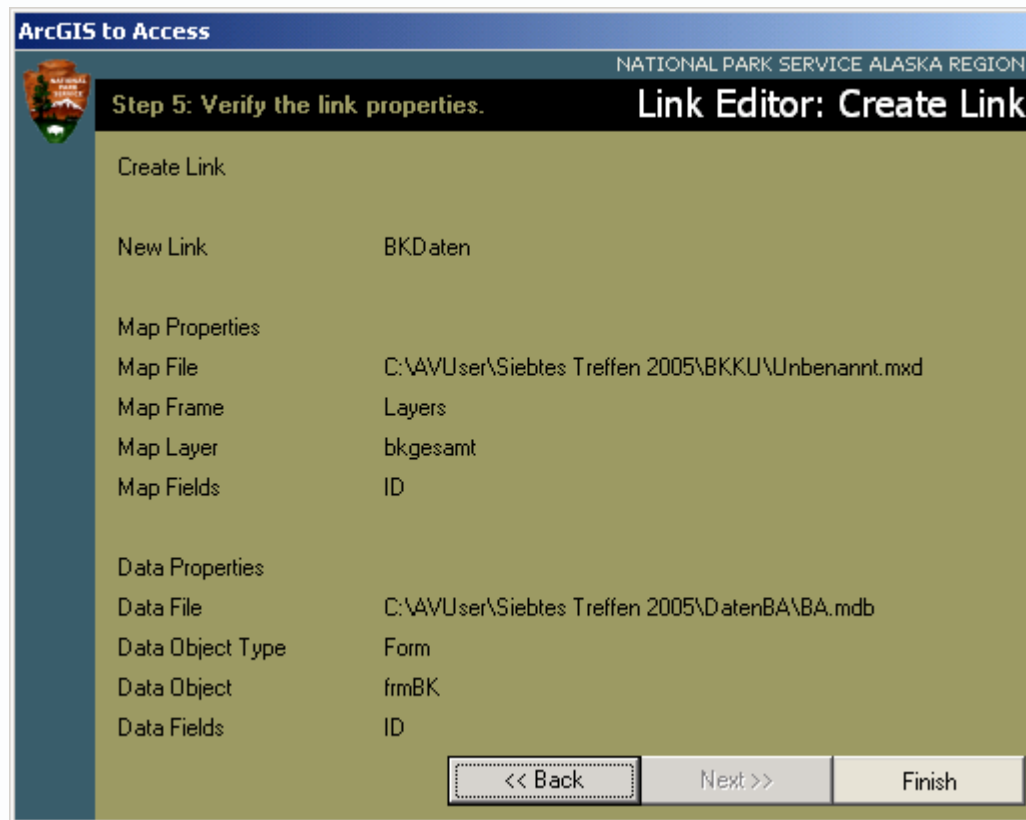 ArcGIS to Access
NATIONAL PARK SERVICE ALASKA REGION
NATIONAL PARK SERVICE
Step 5: Verify the link properties. Link Editor: Create Link
Create Link
New Link BKDaten
Map Properties
Map File C:\AVUser\Siebtes Treffen 2005\BKKU\Unbenannt.mxd
Map Frame Layers
Map Layer bkgesamt
Map Fields ID
Data Properties
Data File C:\AVUser\Siebtes Treffen 2005\DatenBA\BA.mdb
Data Object Type Form
Data Object frmBK
Data Fields ID
<< Back Next >> Finish